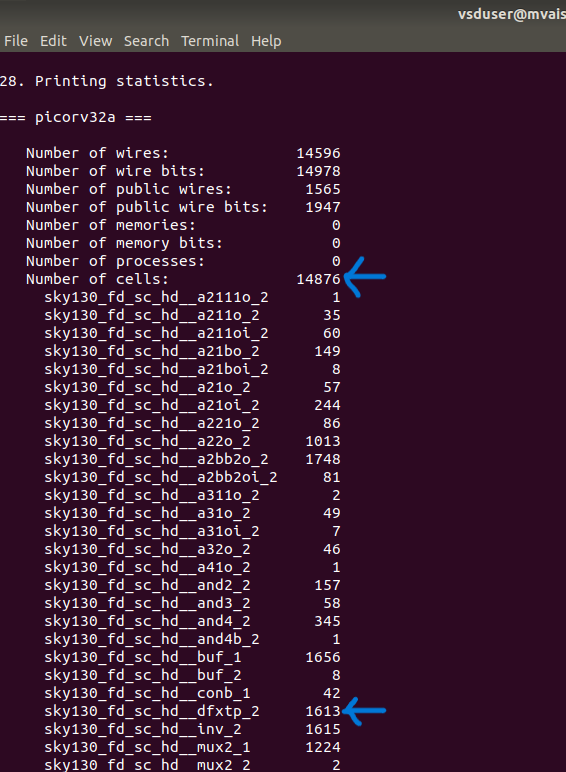 vsduser@mvais
File Edit View Search Terminal Help
28. Printing statistics.
=== picorv32a ===
Number of wires: 14596
Number of wire bits: 14978
Number of public wires: 1565
Number of public wire bits: 1947
Number of memories: 0
Number of memory bits: 0
Number of processes: 0
Number of cells: 14876
sky130_fd_sc_hd__a2111o_2 1
sky130_fd_sc_hd__a211o_2 35
sky130_fd_sc_hd__a211oi_2 60
sky130_fd_sc_hd__a21bo_2 149
sky130_fd_sc_hd__a21boi_2 8
sky130_fd_sc_hd__a21o_2 57
sky130_fd_sc_hd__a21oi_2 244
sky130_fd_sc_hd__a221o_2 86
sky130_fd_sc_hd__a22o_2 1013
sky130_fd_sc_hd__a2bb2o_2 1748
sky130_fd_sc_hd__a2bb2oi_2 81
sky130_fd_sc_hd__a311o_2 2
sky130_fd_sc_hd__a31o_2 49
sky130_fd_sc_hd__a31oi_2 7
sky130_fd_sc_hd__a32o_2 46
sky130_fd_sc_hd__a41o_2 1
sky130_fd_sc_hd__and2_2 157
sky130_fd_sc_hd__and3_2 58
sky130_fd_sc_hd__and4_2 345
sky130_fd_sc_hd__and4b_2 1
sky130_fd_sc_hd__buf_1 1656
sky130_fd_sc_hd__buf_2 8
sky130_fd_sc_hd__conb_1 42
sky130_fd_sc_hd__dfxtp_2 1613
sky130_fd_sc_hd__inv_2 1615
sky130_fd_sc_hd__mux2_1 1224
sky130_fd_sc_hd__mux2_2 2